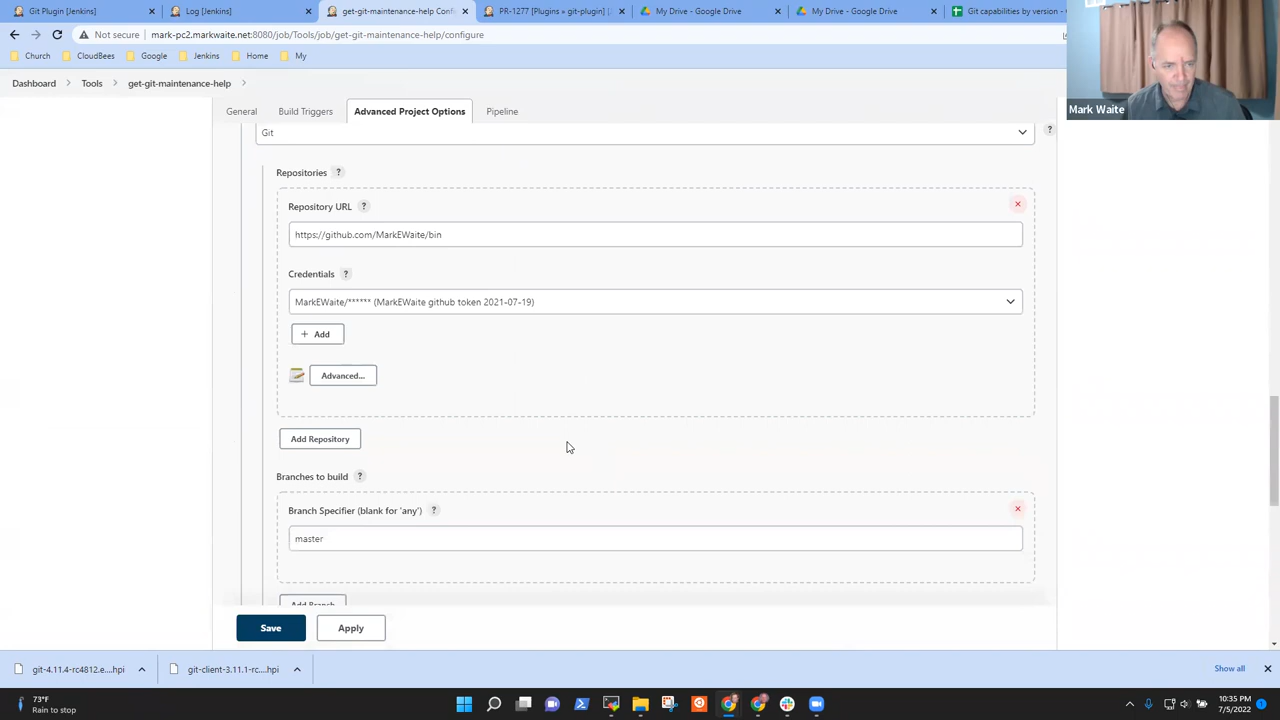 Git Plugin [Jenkins]
Log [Jenkins]
get-git-maintenance-help Confi
PR-1277 [Plugins » git-plugin] [
My Drive - Google Drive
My Drive - Google Drive
Git capabilities by version -
Not secure mark-pc2.markwaite.net:8080/job/Tools/job/get-git-maintenance-help/configure
Church CloudBees Google Jenkins Home My
Mark Waite
Dashboard Tools get-git-maintenance-help
General Build Triggers Advanced Project Options Pipeline
Git ?
Repositories ?
Repository URL ?
https://github.com/MarkEWaite/bin
Credentials ?
MarkEWaite/****** (MarkEWaite github token 2021-07-19)
+ Add
Advanced...
Add Repository
Branches to build ?
Branch Specifier (blank for 'any') ?
master
Add Branch
Save Apply
git-4.11.4-rc4812.e....hpi
git-client-3.11.1-rc....hpi
Show all
73°F
Rain to stop
10:35 PM
7/5/2022